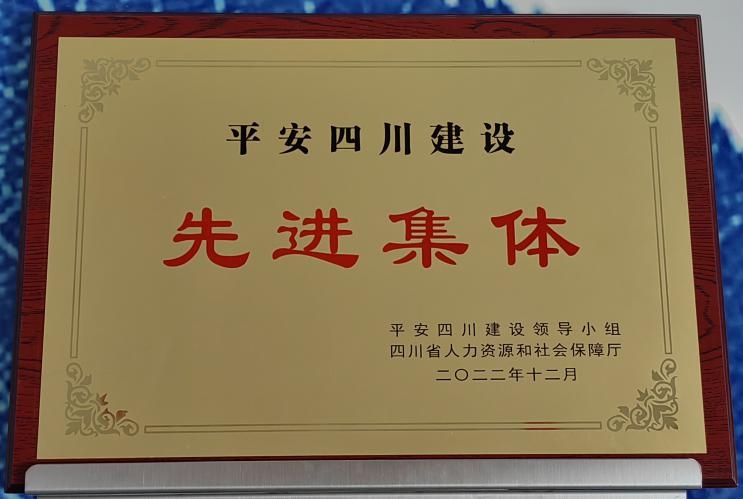 平安四川建设
先进集体
平安四川建设领导小组
四川省人力资源和社会保障厅
二〇二二年十二月